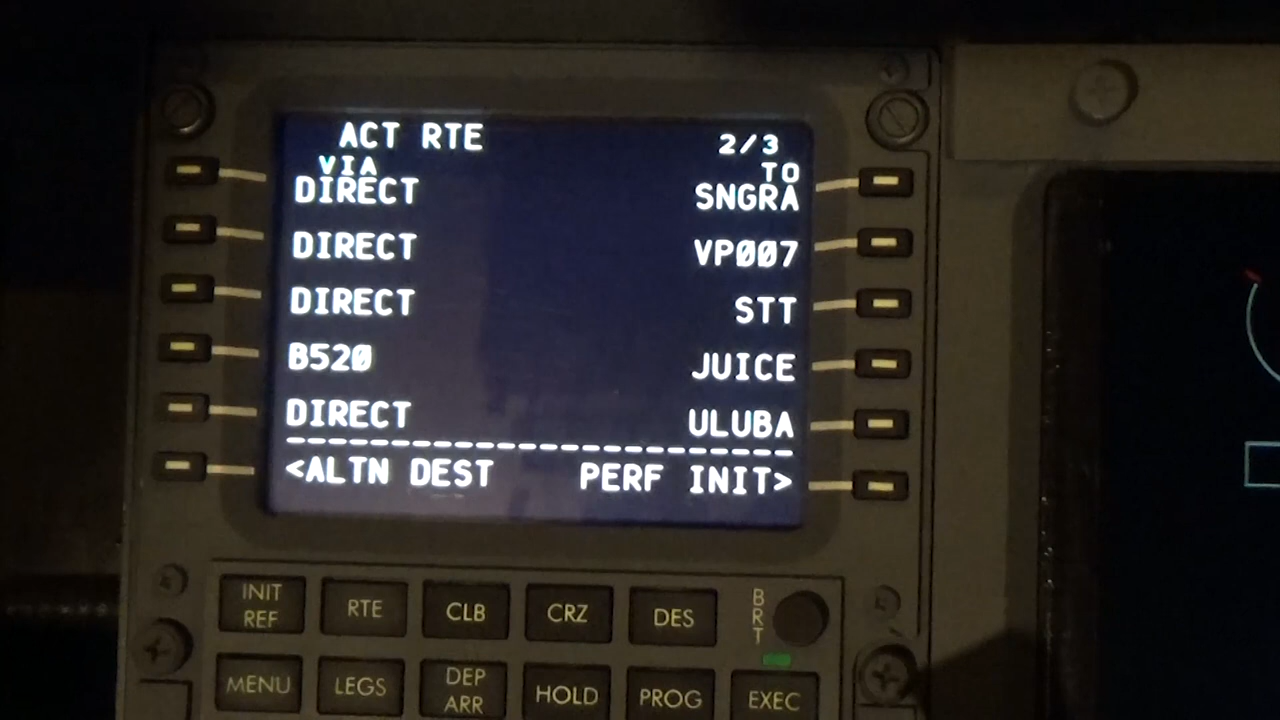 ACT RTE 2/3
VIA TO
DIRECT SNGRA
DIRECT VP007
DIRECT STT
B520 JUICE
DIRECT ULUBA
------------------------
<ALTN DEST PERF INIT>
INIT REF RTE CLB CRZ DES BRT
MENU LEGS DEP ARR HOLD PROG EXEC